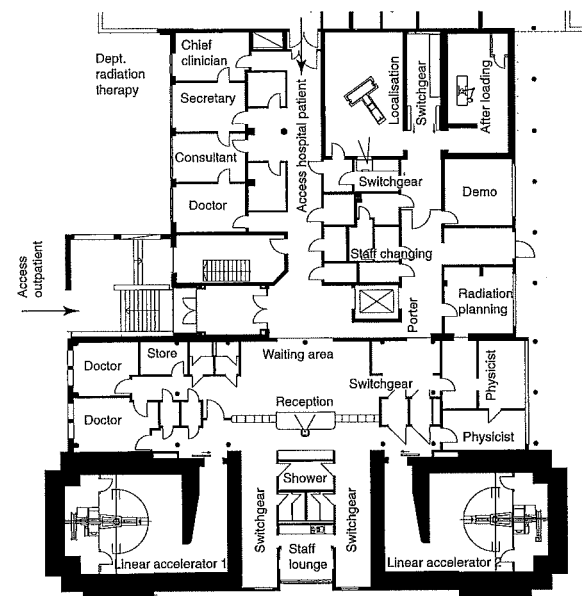 Dept.
radiation
therapy
Chief
clinician
Secretary
Consultant
Doctor
Access hospital patient
Localisation
Switchgear
After loading
Switchgear
Demo
Staff changing
Access
outpatient
Porter
Radiation
planning
Doctor
Store
Waiting area
Switchgear
Physicist
Doctor
Reception
Physicist
Shower
Switchgear
Switchgear
Staff
lounge
Linear accelerator 1
Linear accelerator 2